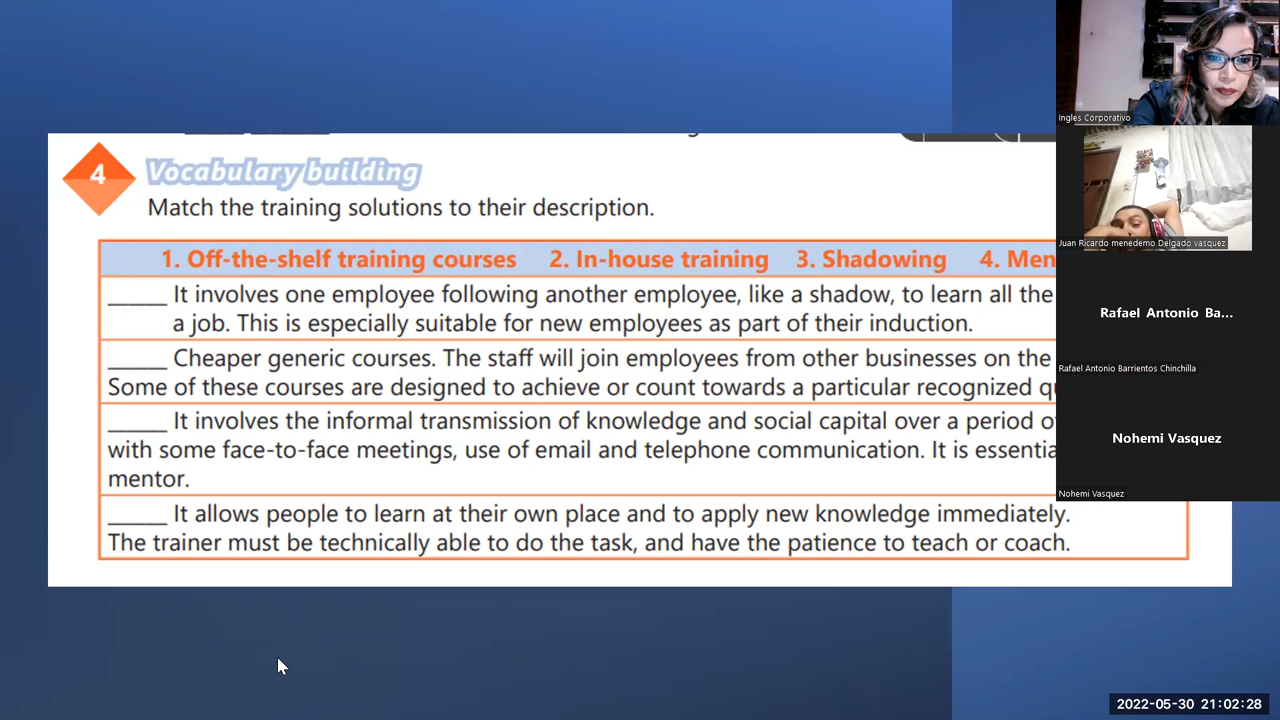 4
Vocabulary building
Match the training solutions to their description.
1. Off-the-shelf training courses 2. In-house training 3. Shadowing 4. Men
______ It involves one employee following another employee, like a shadow, to learn all the
a job. This is especially suitable for new employees as part of their induction.
______ Cheaper generic courses. The staff will join employees from other businesses on the
Some of these courses are designed to achieve or count towards a particular recognized qu
______ It involves the informal transmission of knowledge and social capital over a period of
with some face-to-face meetings, use of email and telephone communication. It is essentia
mentor.
______ It allows people to learn at their own place and to apply new knowledge immediately.
The trainer must be technically able to do the task, and have the patience to teach or coach.
Ingles Corporativo
Juan Ricardo menedemo Delgado vasquez
Rafael Antonio Ba...
Rafael Antonio Barrientos Chinchilla
Nohemi Vasquez
Nohemi Vasquez
2022-05-30 21:02:28